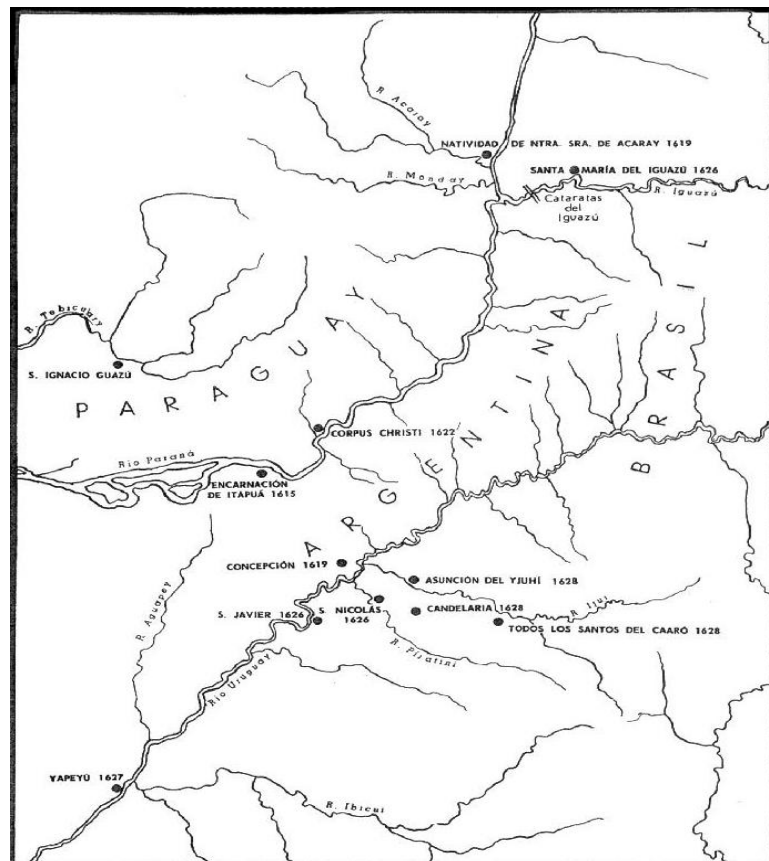 R. Acaray
NATIVIDAD DE NTRA. SRA. DE ACARAY 1619
SANTA MARÍA DEL IGUAZÚ 1626
R. Monday
R. Iguazú
Cataratas
del
Iguazú
R. Tebicuary
S. IGNACIO GUAZÚ
PARAGUAY
ARGENTINA
BRASIL
CORPUS CHRISTI 1622
Río Paraná
ENCARNACIÓN
DE ITAPUÁ 1615
CONCEPCIÓN 1619
ASUNCIÓN DEL YJUHÍ 1628
R. Aguapey
S. JAVIER 1626
S. NICOLÁS
1626
CANDELARIA 1628
R. Ijui
TODOS LOS SANTOS DEL CAARÓ 1628
R. Piratini
Río Uruguay
YAPEYÚ 1627
R. Ibicuí